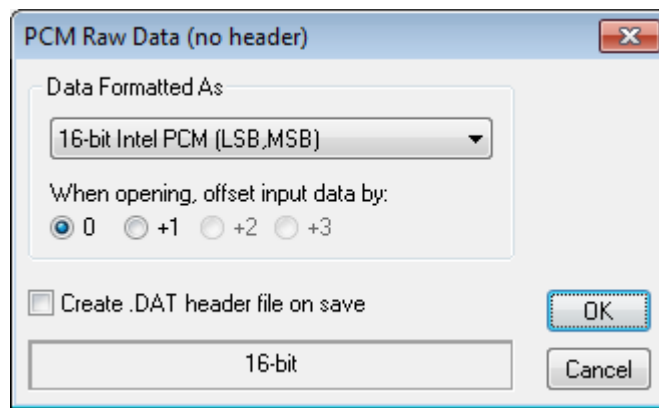 PCM Raw Data (no header)
Data Formatted As
16-bit Intel PCM (LSB,MSB)
When opening, offset input data by:
0 +1 +2 +3
Create .DAT header file on save
OK
16-bit
Cancel